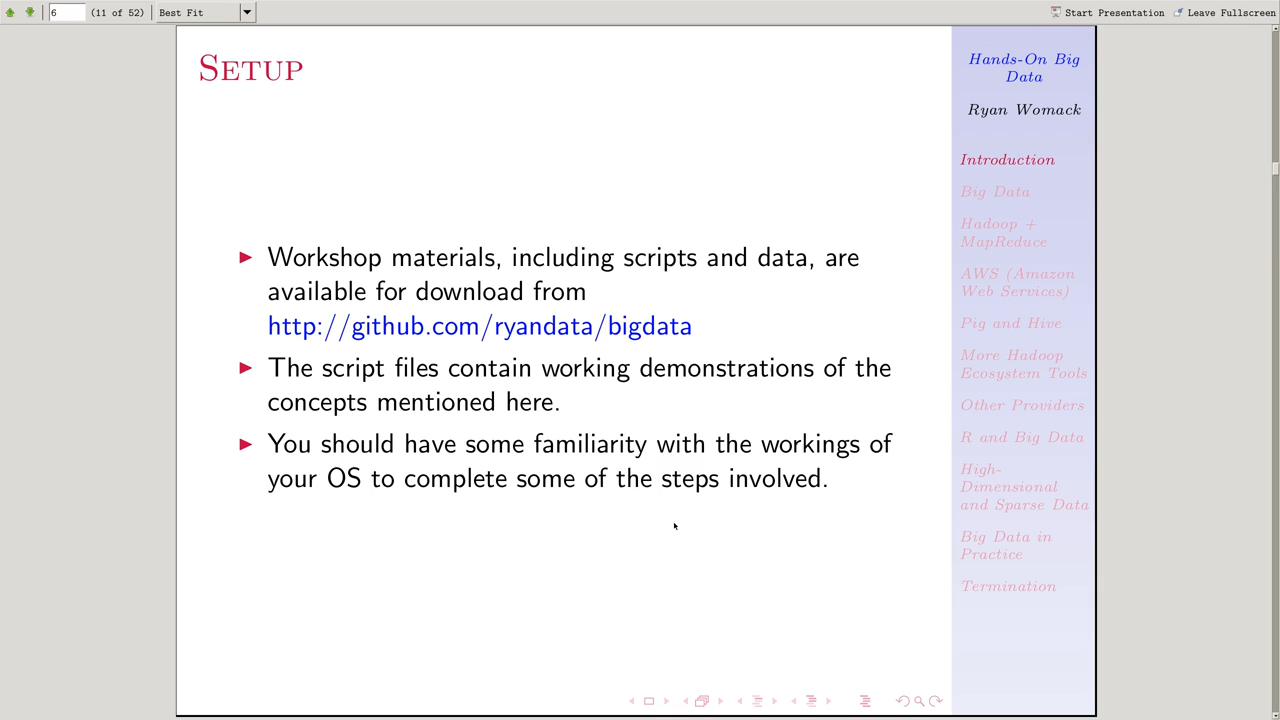 6 (11 of 52) Best Fit Start Presentation Leave Fullscreen
Setup
Workshop materials, including scripts and data, are
available for download from
http://github.com/ryandata/bigdata
The script files contain working demonstrations of the
concepts mentioned here.
You should have some familiarity with the workings of
your OS to complete some of the steps involved.
Hands-On Big
Data
Ryan Womack
Introduction
Big Data
Hadoop +
MapReduce
AWS (Amazon
Web Services)
Pig and Hive
More Hadoop
Ecosystem Tools
Other Providers
R and Big Data
High-
Dimensional
and Sparse Data
Big Data in
Practice
Termination